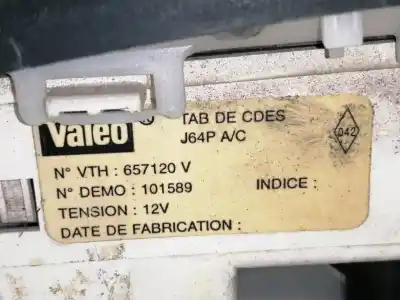 Valeo ®
TAB DE CDES
J64P A/C
042
N° VTH : 657120 V
N° DEMO : 101589
INDICE :
TENSION : 12V
DATE DE FABRICATION :